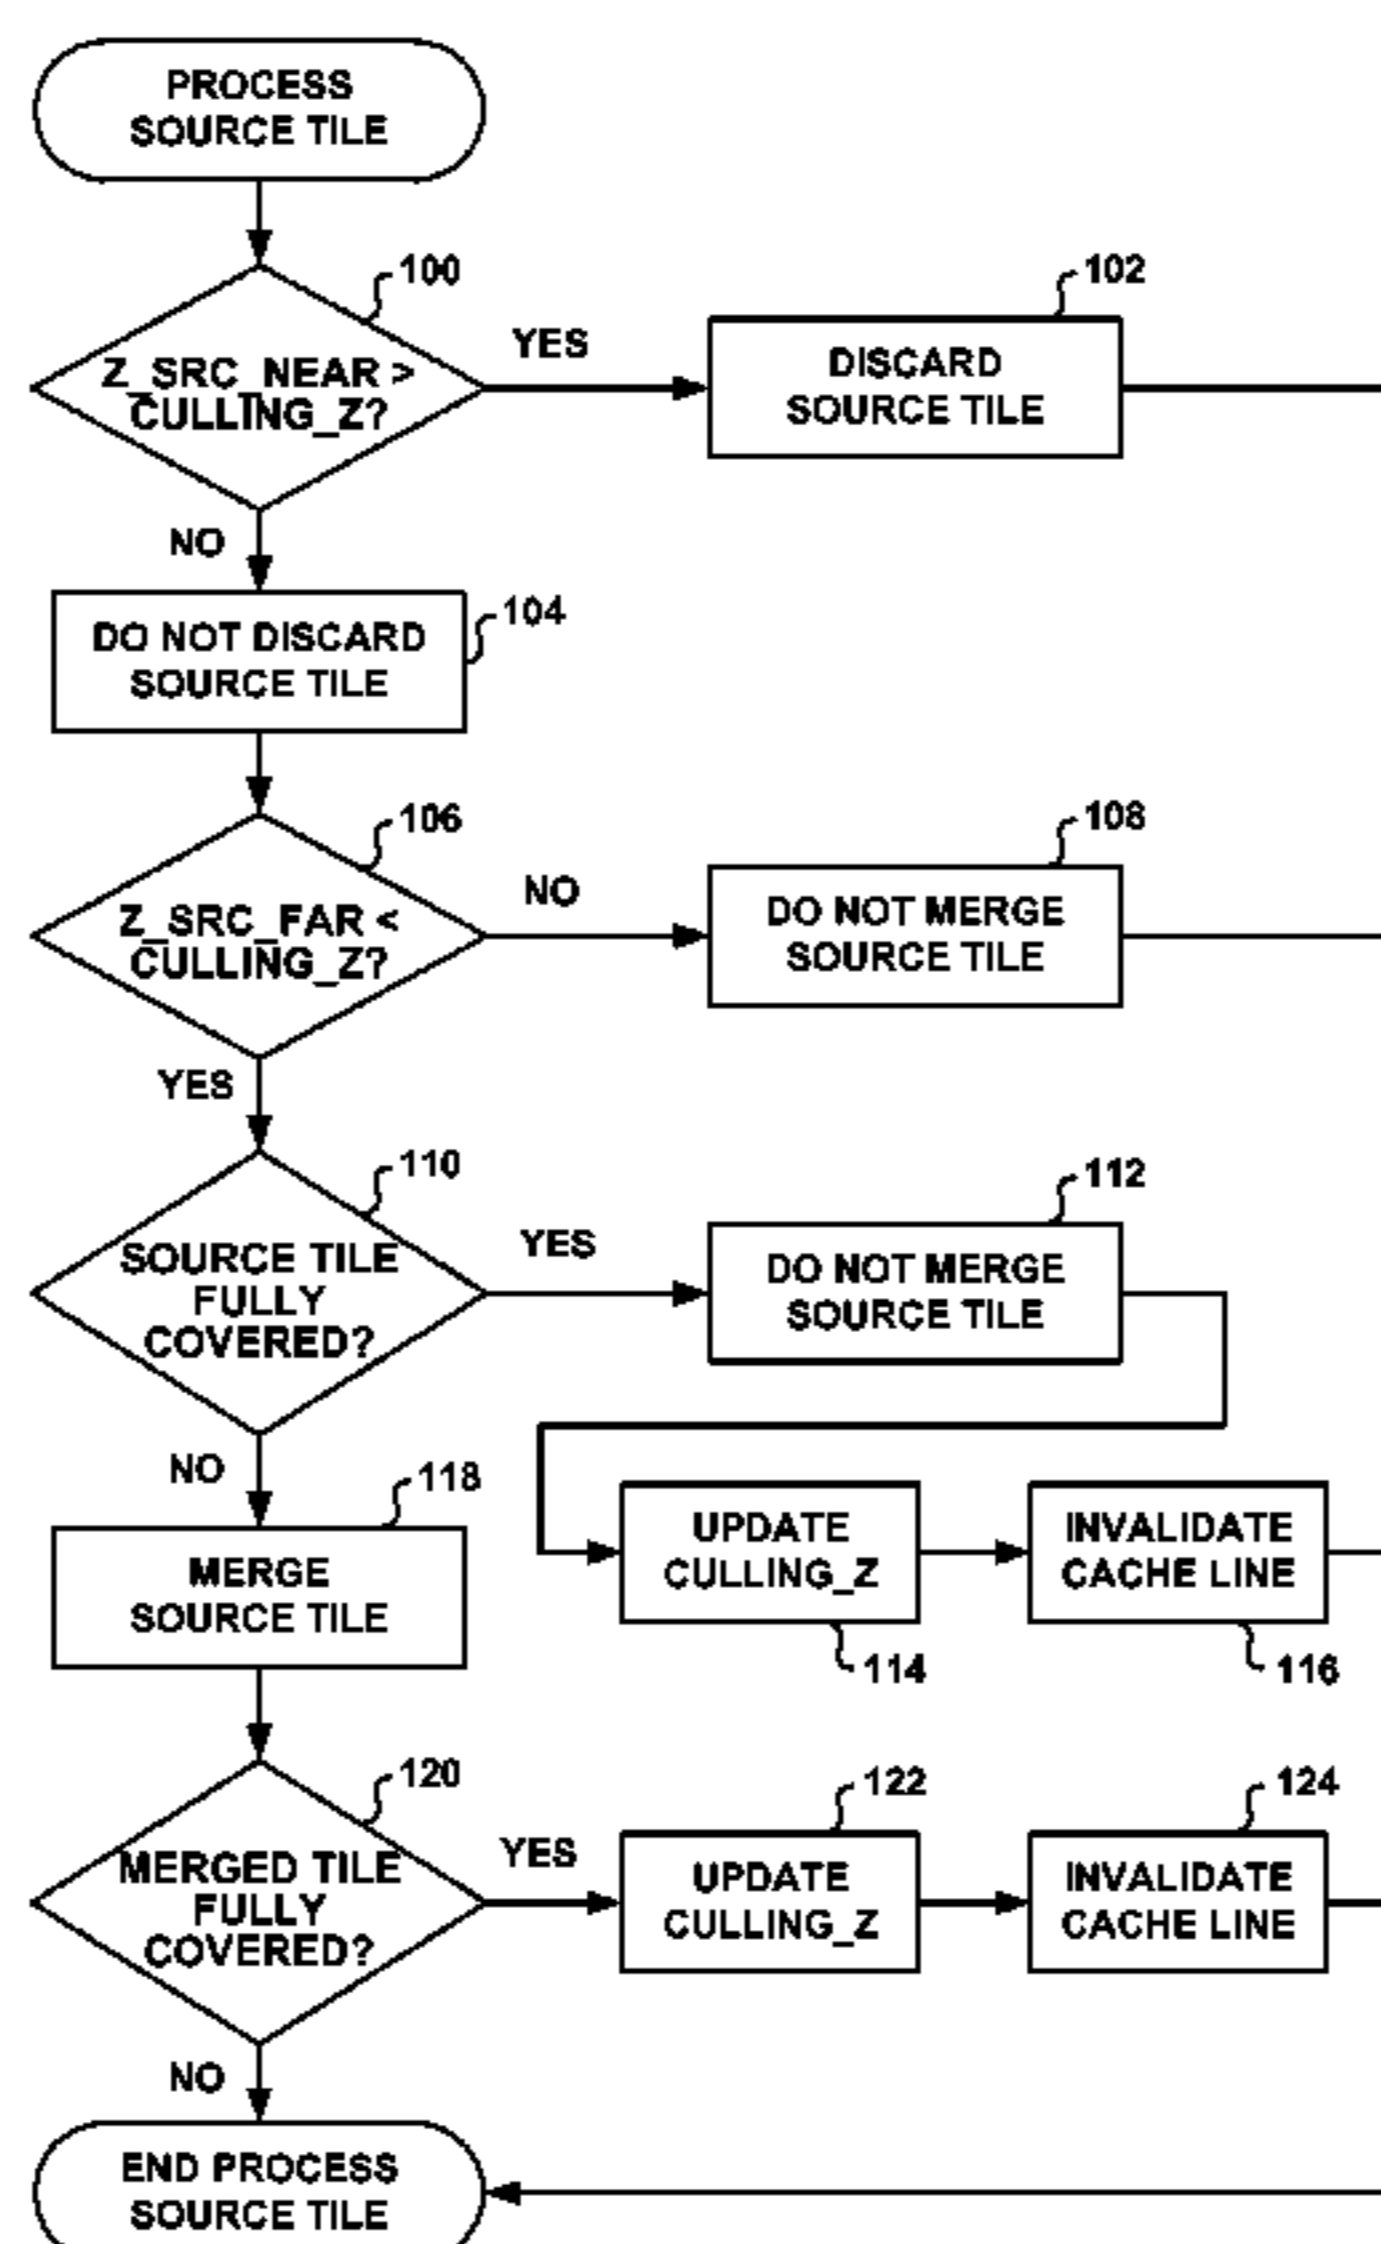 PROCESS
SOURCE TILE
100
Z_SRC_NEAR >
CULLING_Z?
YES
102
DISCARD
SOURCE TILE
NO
DO NOT DISCARD
SOURCE TILE
104
106
Z_SRC_FAR <
CULLING_Z?
NO
108
DO NOT MERGE
SOURCE TILE
YES
110
SOURCE TILE
FULLY
COVERED?
YES
112
DO NOT MERGE
SOURCE TILE
NO
118
MERGE
SOURCE TILE
UPDATE
CULLING_Z
114
INVALIDATE
CACHE LINE
116
120
MERGED TILE
FULLY
COVERED?
YES
122
UPDATE
CULLING_Z
124
INVALIDATE
CACHE LINE
NO
END PROCESS
SOURCE TILE